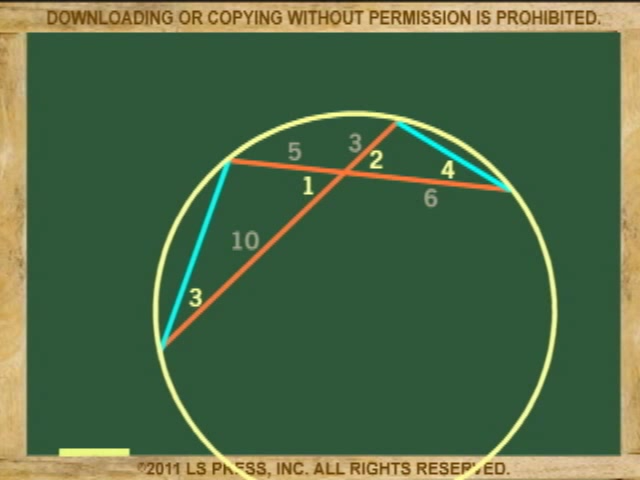 DOWNLOADING OR COPYING WITHOUT PERMISSION IS PROHIBITED.
5 3 2
1 4
6
10
3
©2011 LS PRESS, INC. ALL RIGHTS RESERVED.